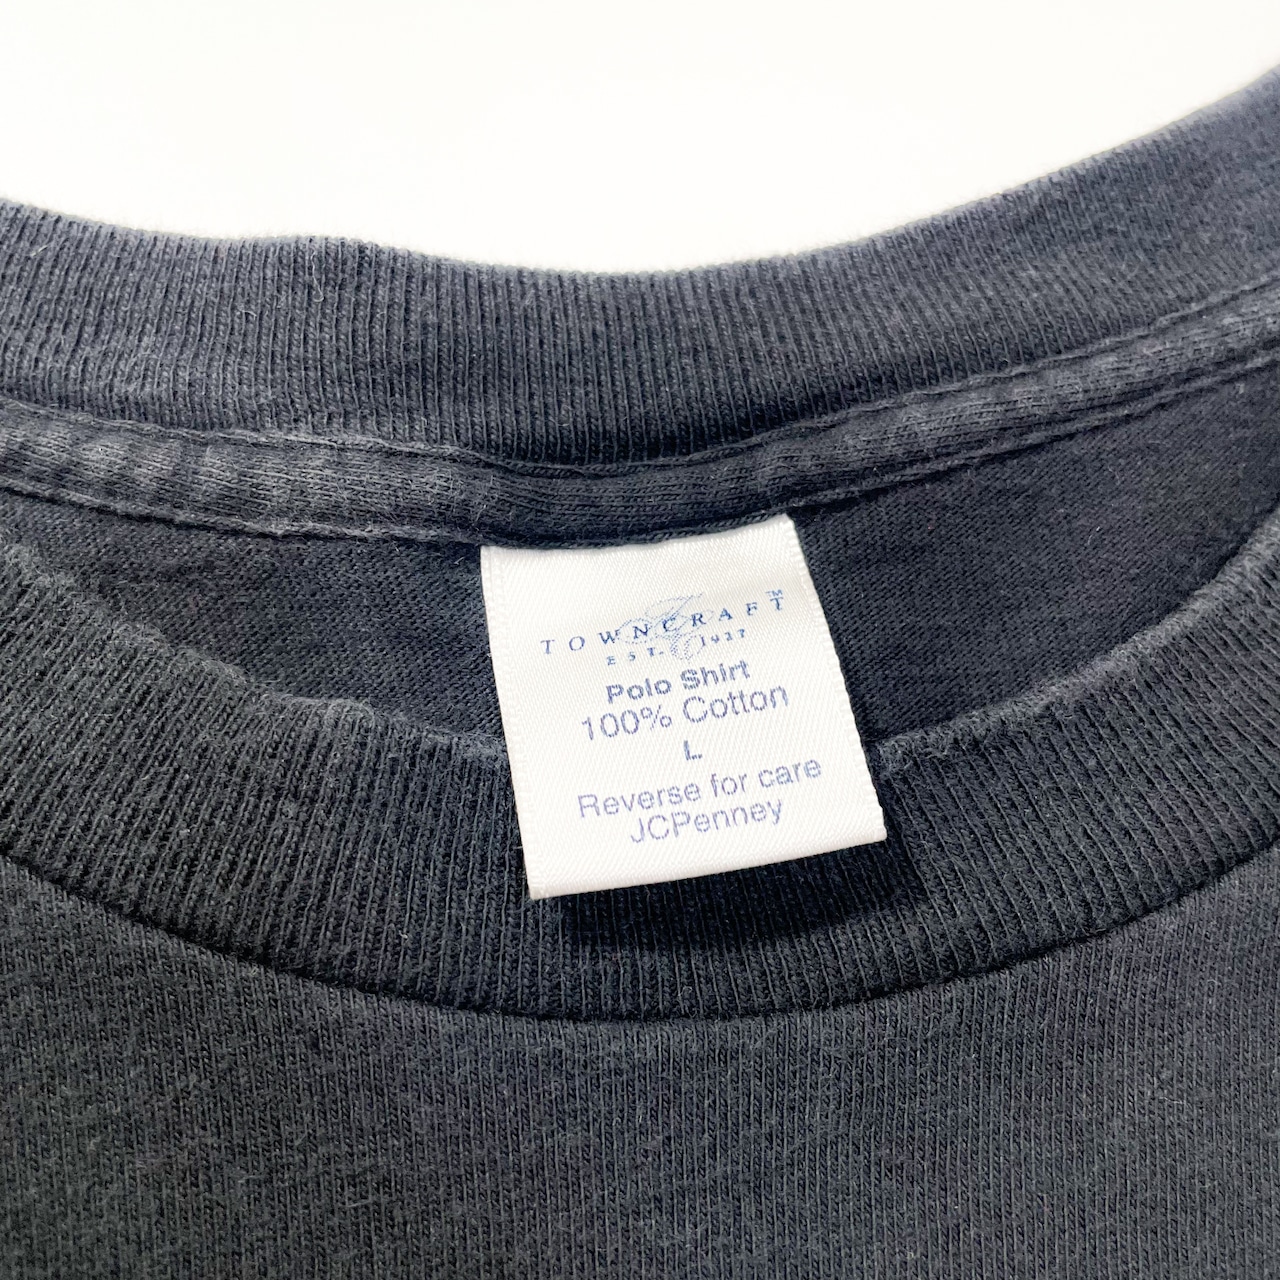 TOWNCRAFT™
EST. 1927
Polo Shirt
100% Cotton
L
Reverse for care
JCPenney